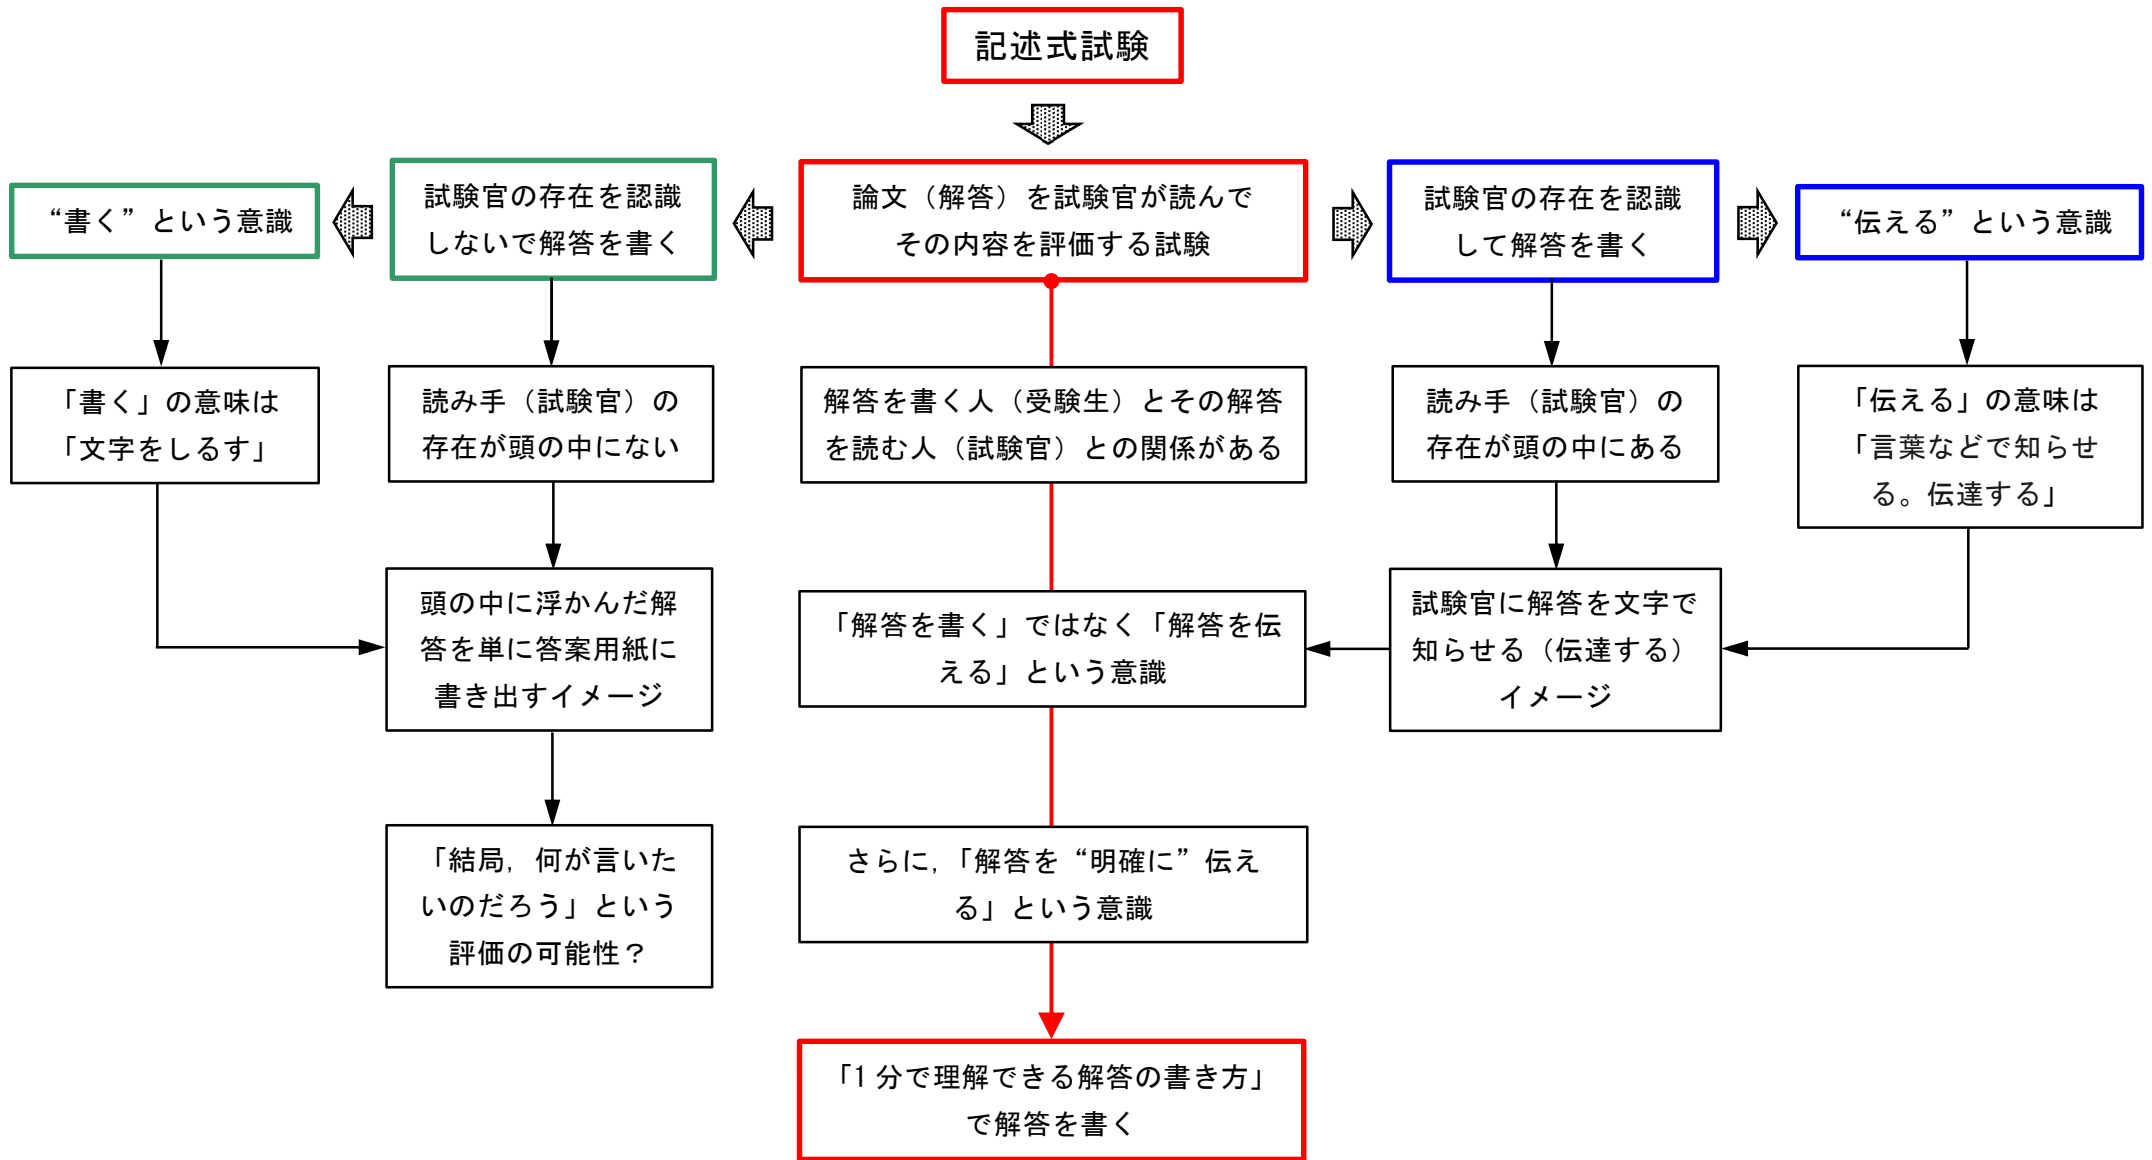 記述式試験
“書く”という意識
試験官の存在を認識
しないで解答を書く
論文（解答）を試験官が読んで
その内容を評価する試験
試験官の存在を認識
して解答を書く
“伝える”という意識
「書く」の意味は
「文字をしるす」
読み手（試験官）の
存在が頭の中にない
解答を書く人（受験生）とその解答
を読む人（試験官）との関係がある
読み手（試験官）の
存在が頭の中にある
「伝える」の意味は
「言葉などで知らせ
る。伝達する」
頭の中に浮かんだ解
答を単に答案用紙に
書き出すイメージ
「解答を書く」ではなく「解答を伝
える」という意識
試験官に解答を文字で
知らせる（伝達する）
イメージ
「結局，何が言いた
いのだろう」という
評価の可能性？
さらに，「解答を“明確に”伝え
る」という意識
「1分で理解できる解答の書き方」
で解答を書く